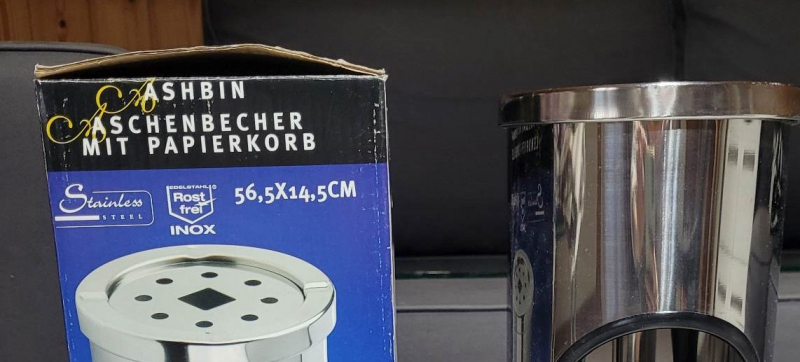 ASHBIN
ASCHENBECHER
MIT PAPIERKORB
Stainless
STEEL
EDELSTAHL
Rost
frei
INOX
56,5X14,5CM